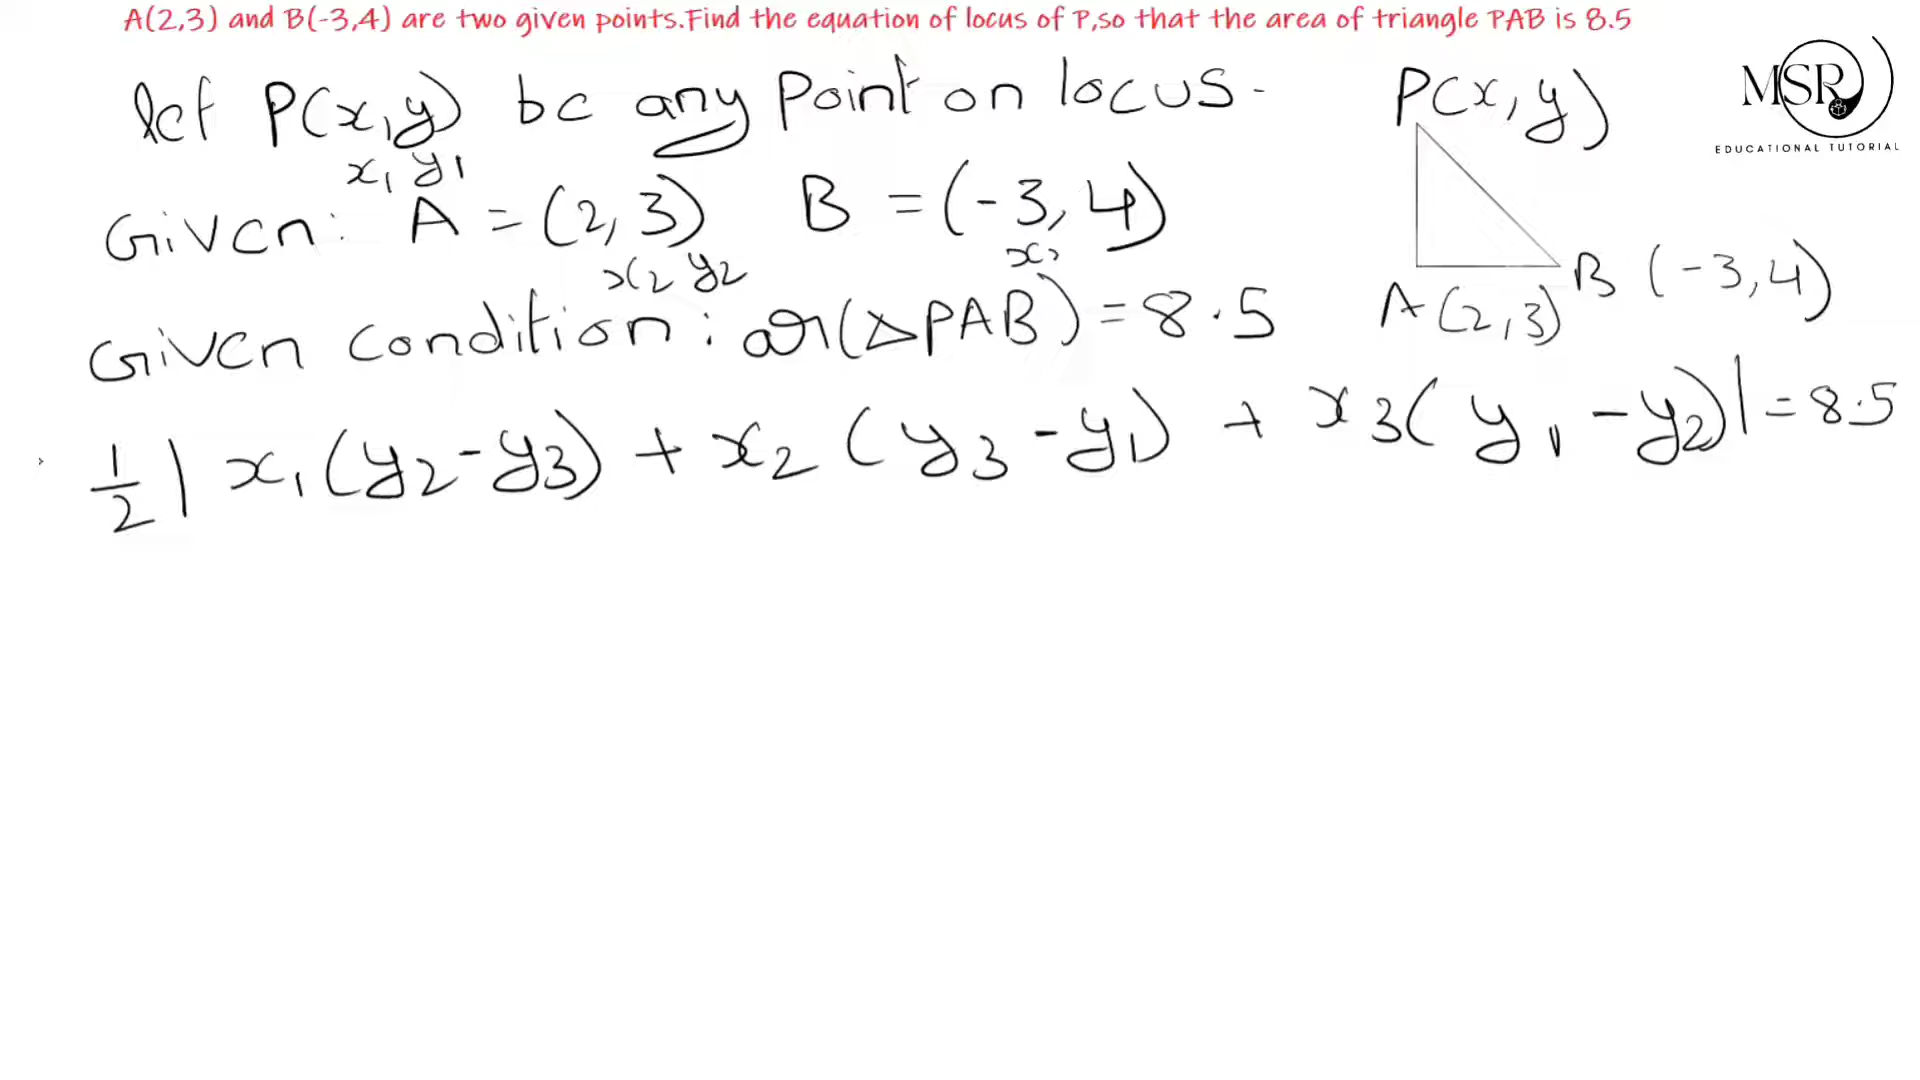 A(2,3) and B(-3,4) are two given points.Find the equation of locus of P,so that the area of triangle PAB is 8.5
let P(x,y) be any point on locus.
P(x,y)
MSR
EDUCATIONAL TUTORIAL
x1 y1
Given: A = (2,3) B = (-3,4)
x2 y2
A(2,3) B(-3,4)
Given condition: ar(△PAB) = 8.5
1/2 | x1(y2-y3) + x2(y3-y1) + x3(y1-y2)| = 8.5